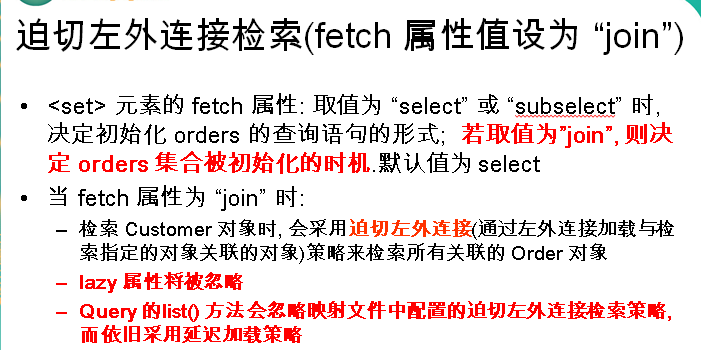 迫切左外连接检索(fetch 属性值设为 “join”)
• <set> 元素的 fetch 属性: 取值为 “select” 或 “subselect” 时,
决定初始化 orders 的查询语句的形式; 若取值为”join”, 则决
定 orders 集合被初始化的时机.默认值为 select
• 当 fetch 属性为 “join” 时:
– 检索 Customer 对象时, 会采用迫切左外连接(通过左外连接加载与检
索指定的对象关联的对象)策略来检索所有关联的 Order 对象
– lazy 属性将被忽略
– Query 的list() 方法会忽略映射文件中配置的迫切左外连接检索策略,
而依旧采用延迟加载策略